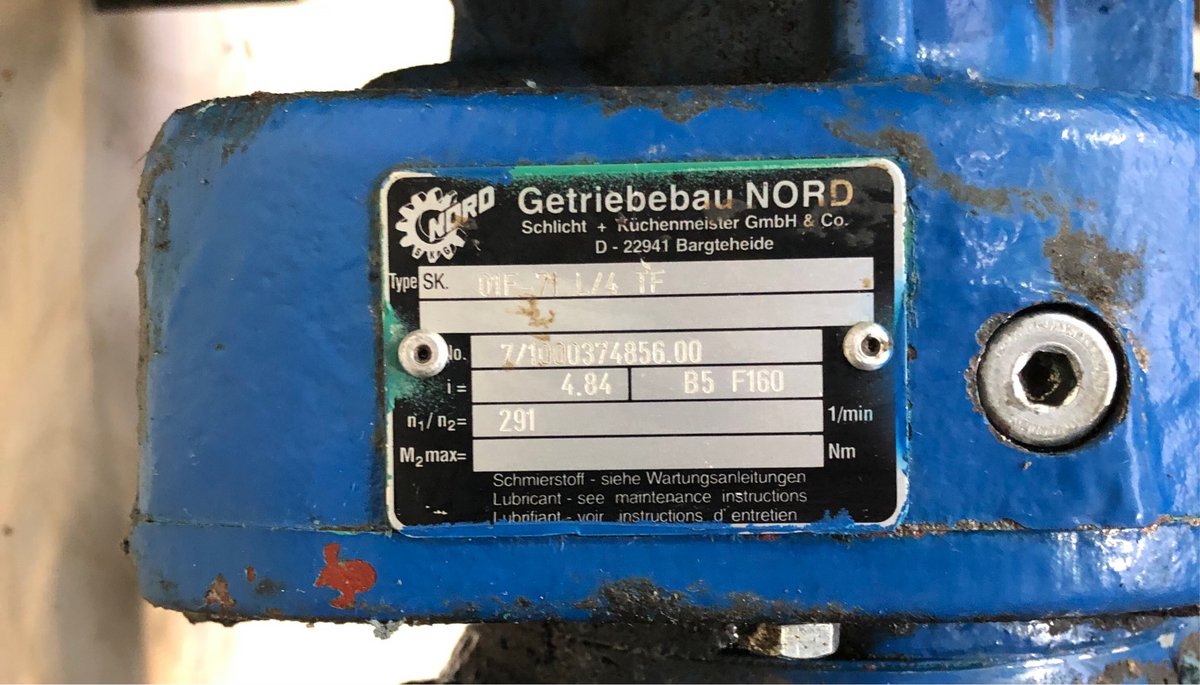 NORD
SKG
Getriebebau NORD
Schlicht + Küchenmeister GmbH & Co.
D - 22941 Bargteheide
Type SK. 01F-71 L/4 TF
No. 7/1000374856.00
i = 4.84 B5 F160
n₁/n₂= 291 1/min
M₂max= Nm
Schmierstoff - siehe Wartungsanleitungen
Lubricant - see maintenance instructions
Lubrifiant - voir instructions d'entretien